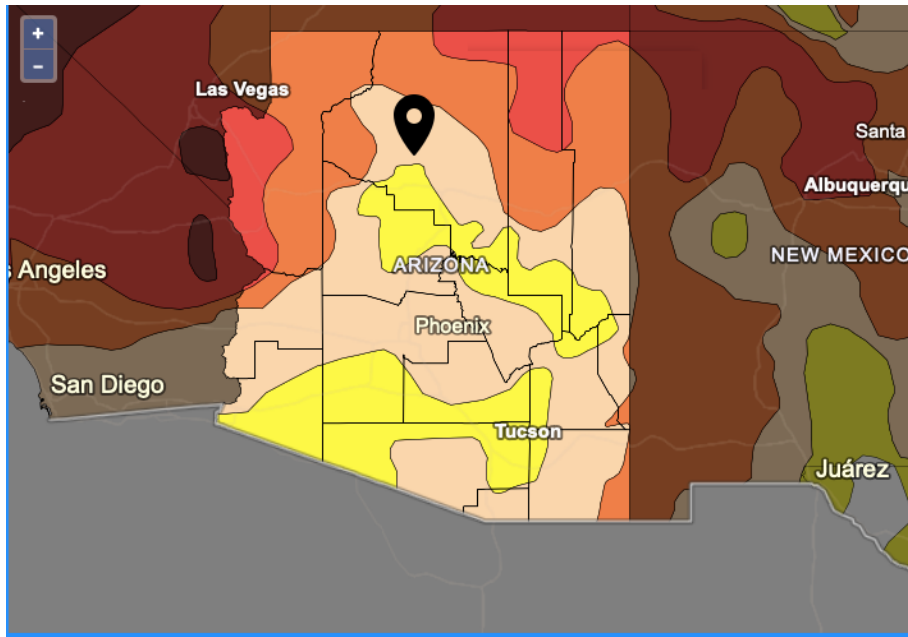 +
−
Las Vegas
Santa
Albuquerqu
s Angeles
ARIZONA
NEW MEXICO
Phoenix
San Diego
Tucson
Juárez